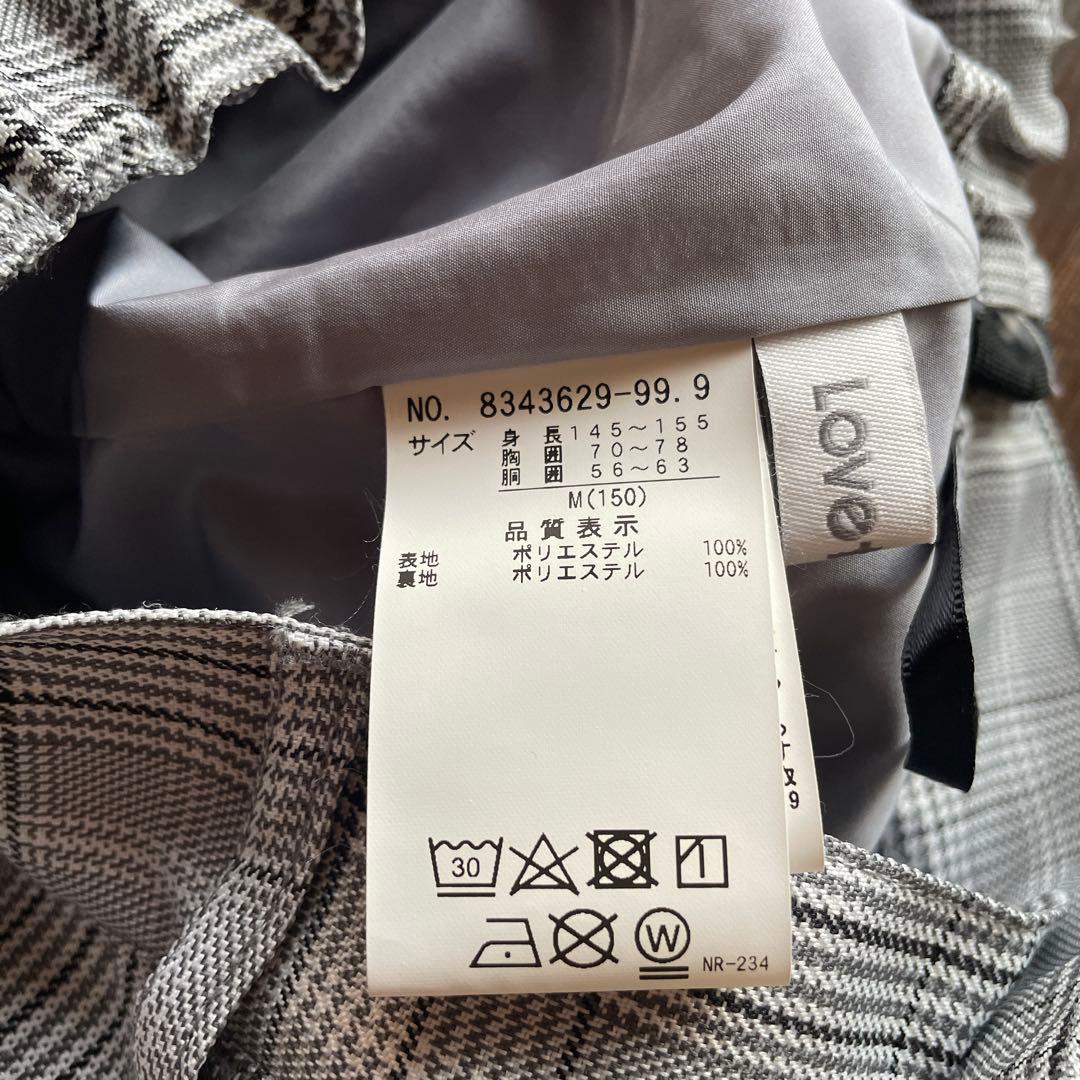 NO. 8343629-99.9
サイズ 身長 145～155
胸囲 70～78
胴囲 56～63
M(150)
品質表示
表地 ポリエステル 100%
裏地 ポリエステル 100%
30
W
NR-234
Love
9